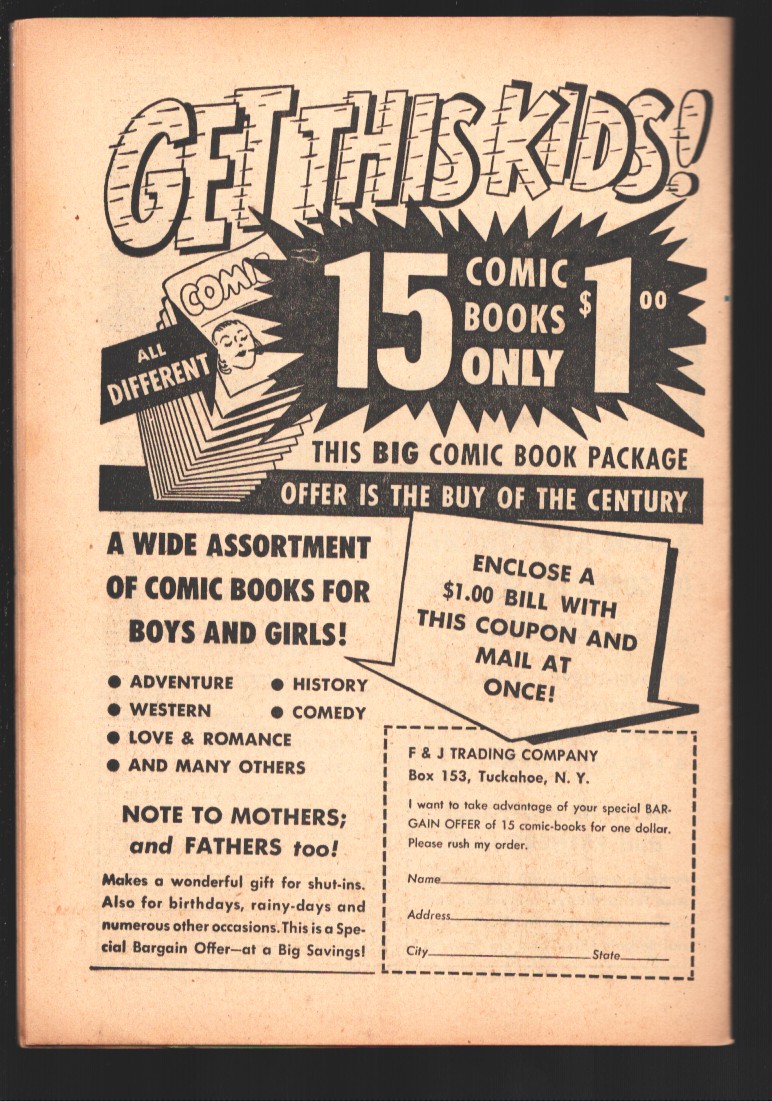 GET THIS KIDS!
COMIC
ALL
DIFFERENT
15 COMIC
BOOKS
ONLY $1 00
THIS BIG COMIC BOOK PACKAGE
OFFER IS THE BUY OF THE CENTURY
A WIDE ASSORTMENT
OF COMIC BOOKS FOR
BOYS AND GIRLS!
● ADVENTURE ● HISTORY
● WESTERN ● COMEDY
● LOVE & ROMANCE
● AND MANY OTHERS
NOTE TO MOTHERS;
and FATHERS too!
Makes a wonderful gift for shut-ins.
Also for birthdays, rainy-days and
numerous other occasions. This is a Spe-
cial Bargain Offer—at a Big Savings!
ENCLOSE A
$1.00 BILL WITH
THIS COUPON AND
MAIL AT
ONCE!
F & J TRADING COMPANY
Box 153, Tuckahoe, N. Y.
I want to take advantage of your special BAR-
GAIN OFFER of 15 comic-books for one dollar.
Please rush my order.
Name
Address
City State